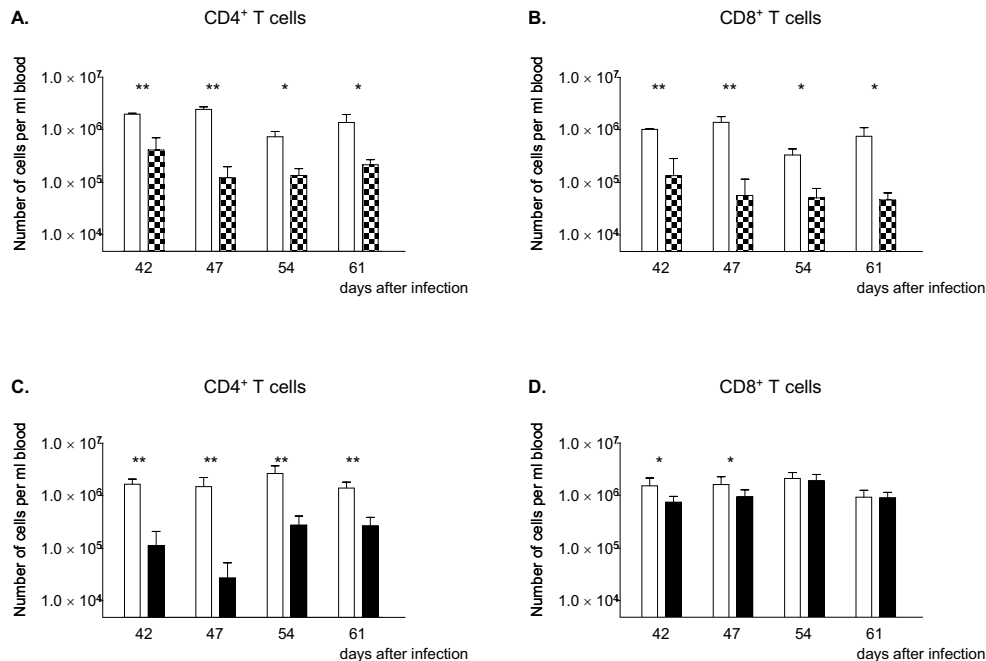 A.
CD4⁺ T cells
Number of cells per ml blood
1.0 × 10⁷
1.0 × 10⁶
1.0 × 10⁵
1.0 × 10⁴
** ** * *
42 47 54 61
days after infection
B.
CD8⁺ T cells
Number of cells per ml blood
1.0 × 10⁷
1.0 × 10⁶
1.0 × 10⁵
1.0 × 10⁴
** ** * *
42 47 54 61
days after infection
C.
CD4⁺ T cells
Number of cells per ml blood
1.0 × 10⁷
1.0 × 10⁶
1.0 × 10⁵
1.0 × 10⁴
** ** ** **
42 47 54 61
days after infection
D.
CD8⁺ T cells
Number of cells per ml blood
1.0 × 10⁷
1.0 × 10⁶
1.0 × 10⁵
1.0 × 10⁴
* *
42 47 54 61
days after infection